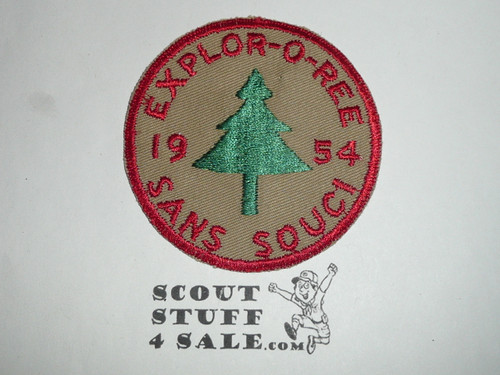 EXPLOR-O-REE
19 54
SANS SOUCI
SCOUT
STUFF
4 SALE.COM